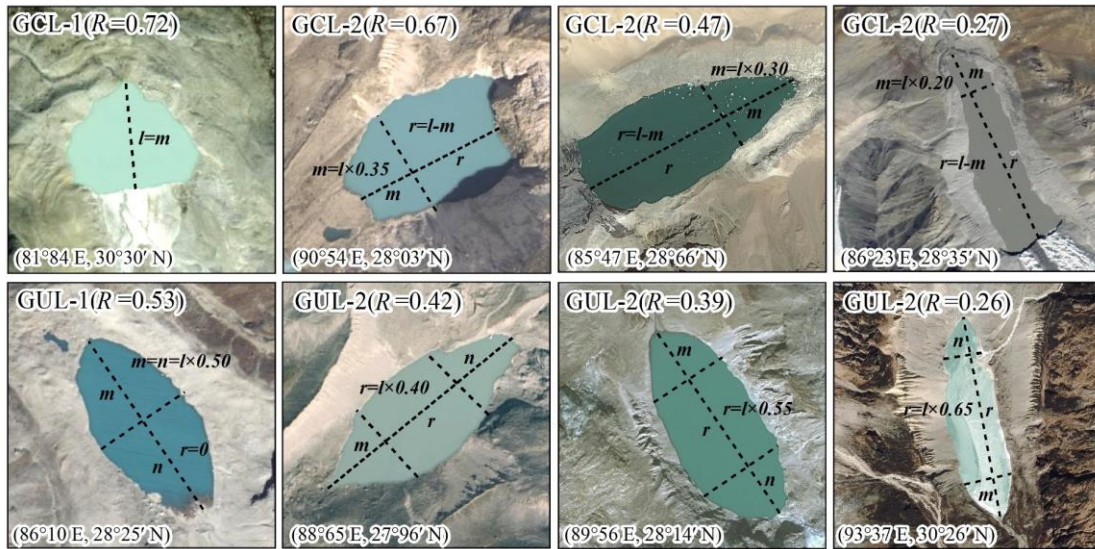 GCL-1(R=0.72)
l=m
(81°84 E, 30°30′ N)
GCL-2(R=0.67)
r=l-m
m=l×0.35
r
m
(90°54 E, 28°03′ N)
GCL-2(R=0.47)
m=l×0.30
r=l-m
m
r
(85°47 E, 28°66′ N)
GCL-2(R=0.27)
m
m=l×0.20
r=l-m
r
(86°23 E, 28°35′ N)
GUL-1(R=0.53)
m=n=l×0.50
m
r=0
n
(86°10 E, 28°25′ N)
GUL-2(R=0.42)
n
r=l×0.40
r
m
(88°65 E, 27°96′ N)
GUL-2(R=0.39)
m
r=l×0.55
r
n
(89°56 E, 28°14′ N)
GUL-2(R=0.26)
n
r=l×0.65
r
m
(93°37 E, 30°26′ N)